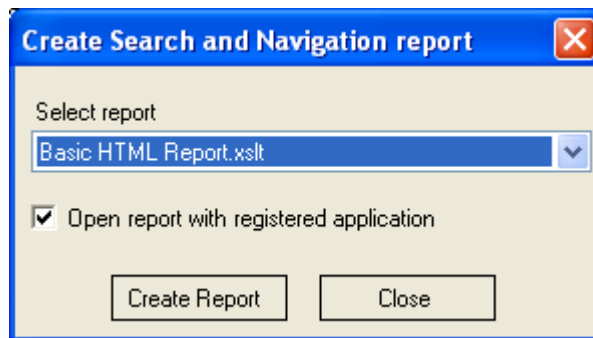 Create Search and Navigation report
Select report
Basic HTML Report.xslt
Open report with registered application
Create Report
Close